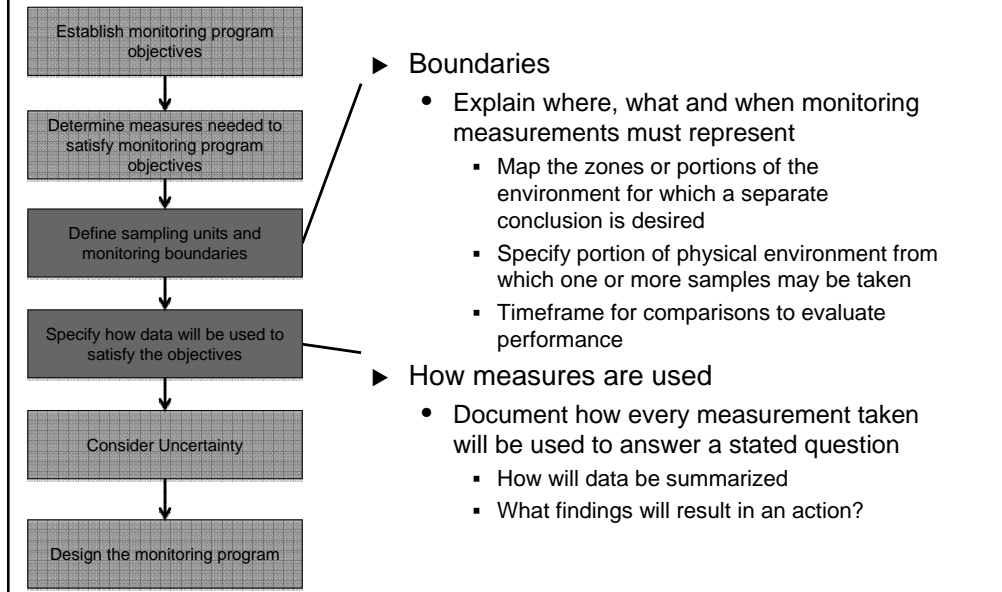 Establish monitoring program
objectives
Determine measures needed to
satisfy monitoring program
objectives
Define sampling units and
monitoring boundaries
Specify how data will be used to
satisfy the objectives
Consider Uncertainty
Design the monitoring program
► Boundaries
• Explain where, what and when monitoring
measurements must represent
▪ Map the zones or portions of the
environment for which a separate
conclusion is desired
▪ Specify portion of physical environment from
which one or more samples may be taken
▪ Timeframe for comparisons to evaluate
performance
► How measures are used
• Document how every measurement taken
will be used to answer a stated question
▪ How will data be summarized
▪ What findings will result in an action?